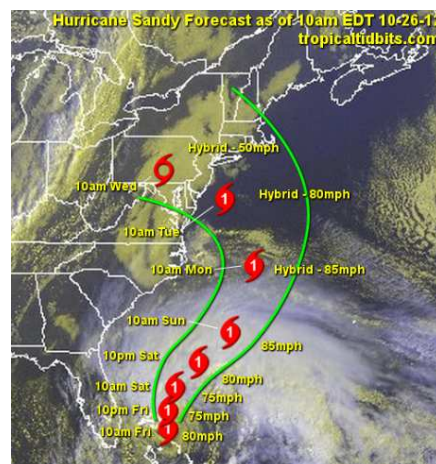 Hurricane Sandy Forecast as of 10am EDT 10-26-1
tropicaltidbits.com
Hybrid - 50mph
10am Wed
1
Hybrid - 80mph
10am Tue
10am Mon
1
Hybrid - 85mph
10am Sun
1
85mph
10pm Sat
1
80mph
10am Sat
1
75mph
10pm Fri
1
75mph
10am Fri
1
80mph